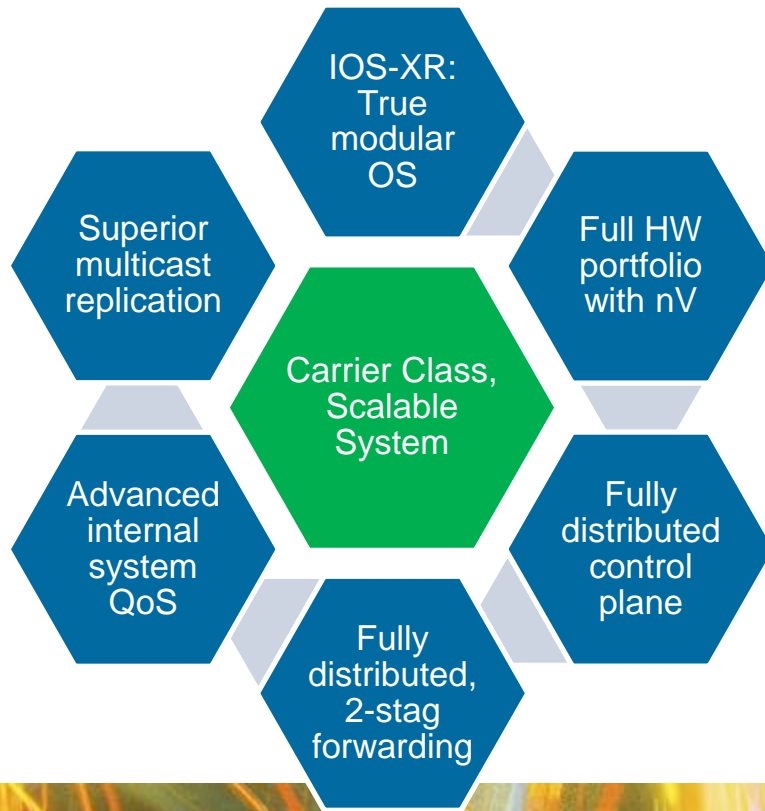 IOS-XR:
True
modular
OS
Superior
multicast
replication
Full HW
portfolio
with nV
Carrier Class,
Scalable
System
Advanced
internal
system
QoS
Fully
distributed
control
plane
Fully
distributed,
2-stag
forwarding